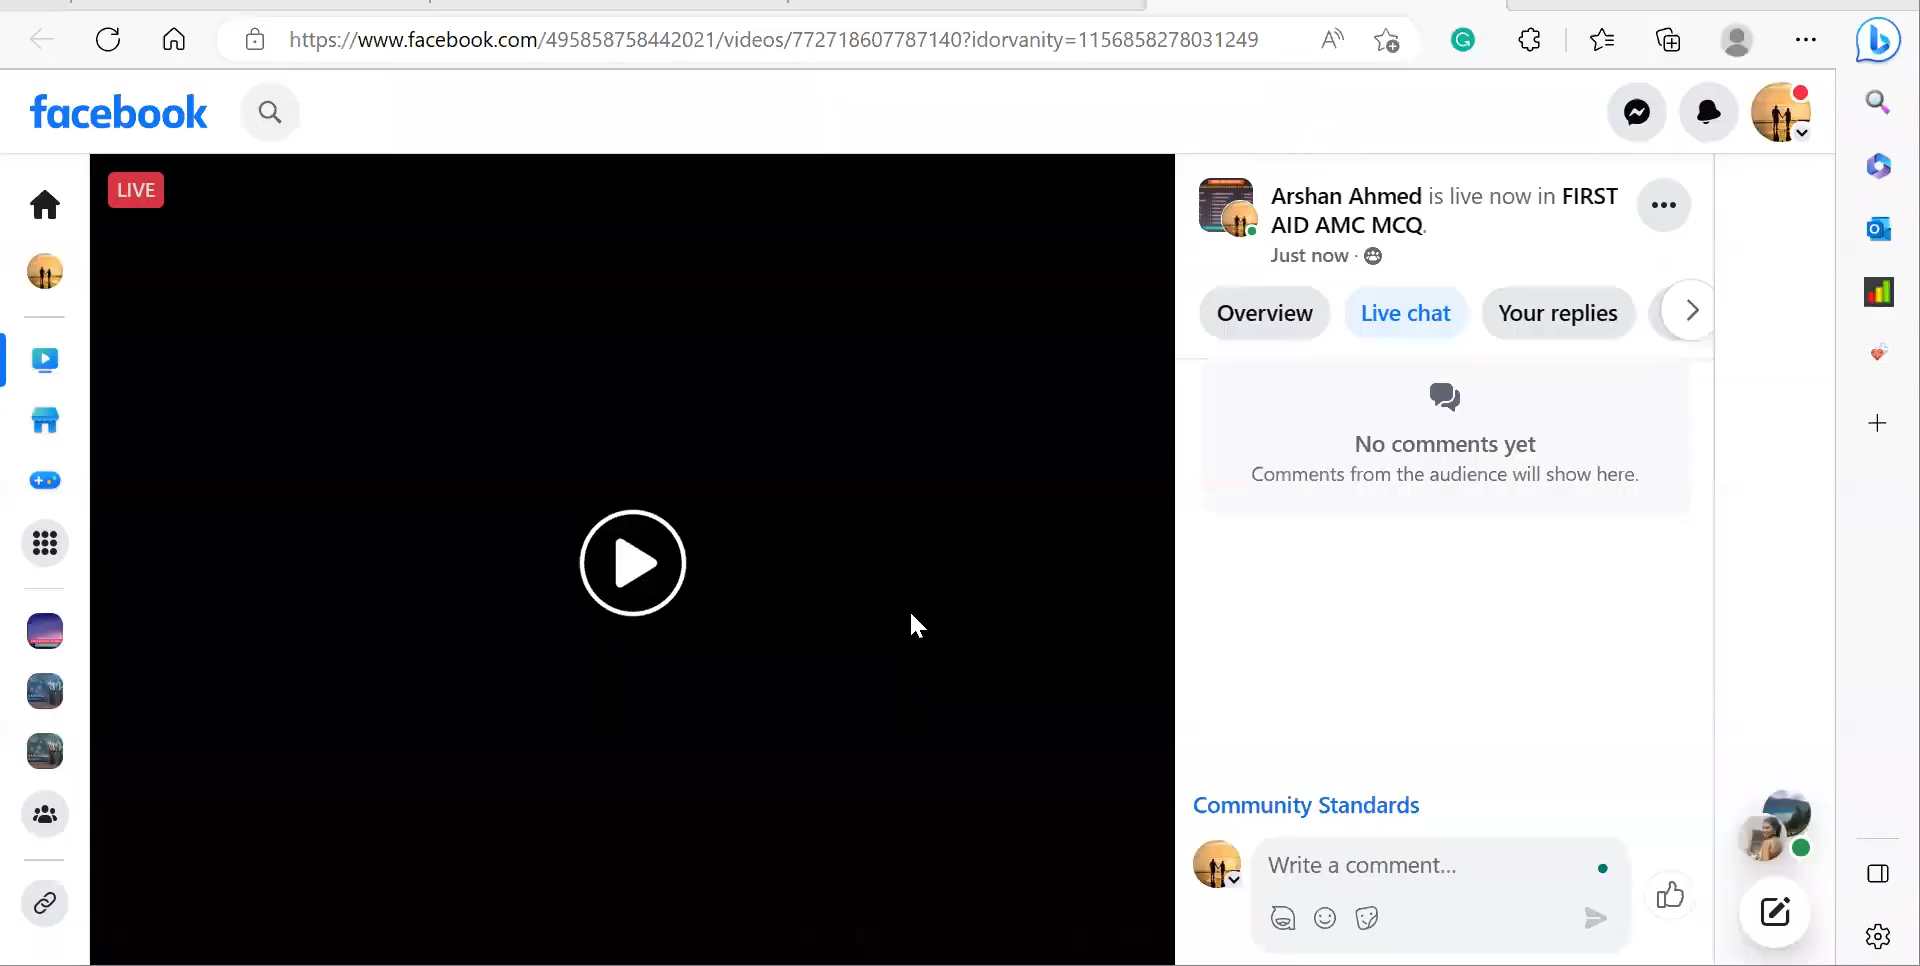 https://www.facebook.com/495858758442021/videos/772718607787140?idorvanity=1156858278031249
facebook
LIVE
Arshan Ahmed is live now in FIRST
AID AMC MCQ.
Just now ·
Overview
Live chat
Your replies
No comments yet
Comments from the audience will show here.
Community Standards
Write a comment...